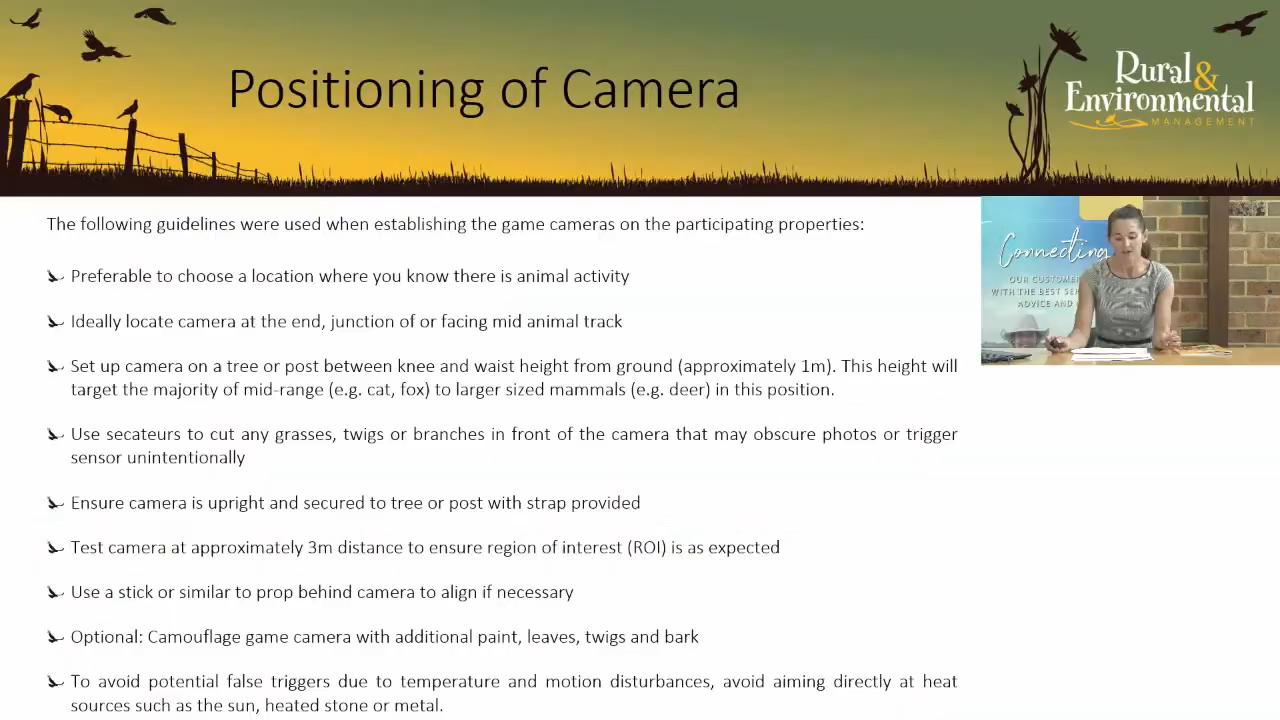 Positioning of Camera
Rural &
Environmental
MANAGEMENT
The following guidelines were used when establishing the game cameras on the participating properties:
Preferable to choose a location where you know there is animal activity
Ideally locate camera at the end, junction of or facing mid animal track
Set up camera on a tree or post between knee and waist height from ground (approximately 1m). This height will
target the majority of mid-range (e.g. cat, fox) to larger sized mammals (e.g. deer) in this position.
Use secateurs to cut any grasses, twigs or branches in front of the camera that may obscure photos or trigger
sensor unintentionally
Ensure camera is upright and secured to tree or post with strap provided
Test camera at approximately 3m distance to ensure region of interest (ROI) is as expected
Use a stick or similar to prop behind camera to align if necessary
Optional: Camouflage game camera with additional paint, leaves, twigs and bark
To avoid potential false triggers due to temperature and motion disturbances, avoid aiming directly at heat
sources such as the sun, heated stone or metal.
Connecting
OUR CUSTOME
WITH THE BEST SE
ADVICE AND